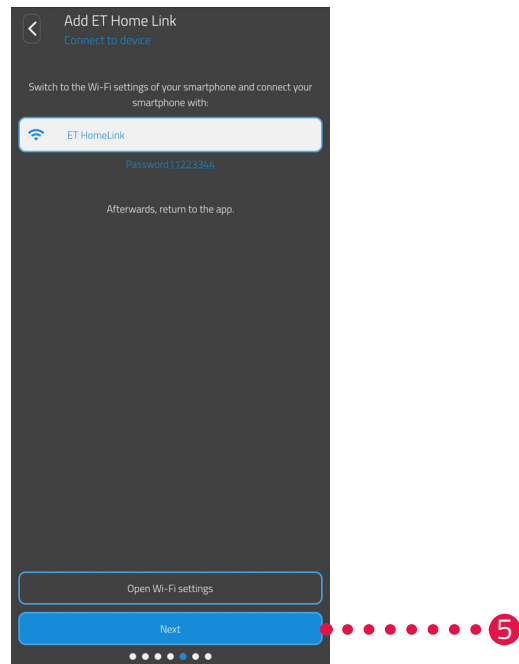 Add ET Home Link
Connect to device
Switch to the Wi-Fi settings of your smartphone and connect your
smartphone with:
ET HomeLink
Password11223344
Afterwards, return to the app.
Open Wi-Fi settings
Next
5